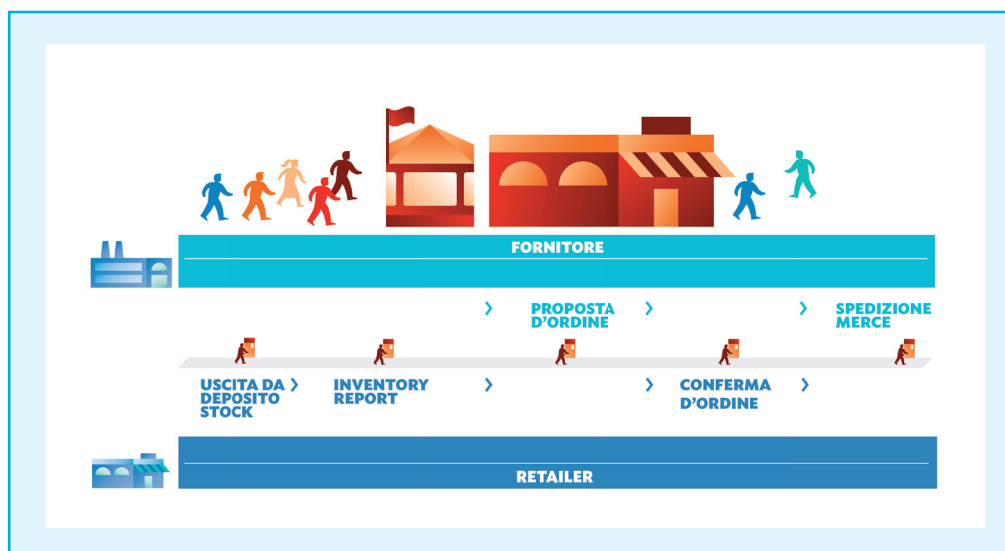 FORNITORE
PROPOSTA
D'ORDINE
SPEDIZIONE
MERCE
USCITA DA
DEPOSITO
STOCK
INVENTORY
REPORT
CONFERMA
D'ORDINE
RETAILER